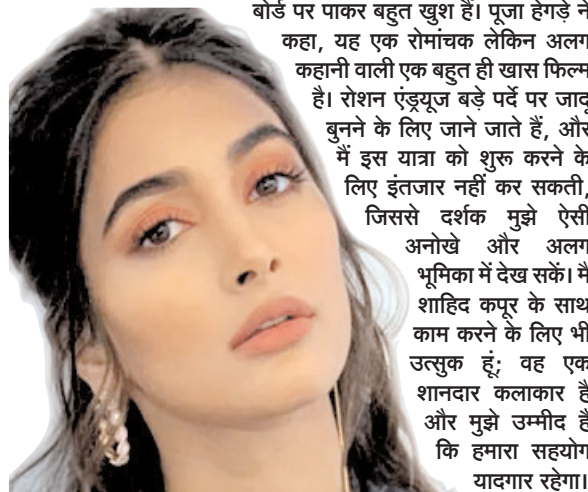 बोर्ड पर पाकर बहुत खुश हैं। पूजा हेगड़े ने
कहा, यह एक रोमांचक लेकिन अलग
कहानी वाली एक बहुत ही खास फिल्म
है। रोशन एंड्रयूज बड़े पर्दे पर जादू
बुनने के लिए जाने जाते हैं, और
मैं इस यात्रा को शुरू करने के
लिए इंतजार नहीं कर सकती,
जिससे दर्शक मुझे ऐसी
अनोखे और अलग
भूमिका में देख सकें। मैं
शाहिद कपूर के साथ
काम करने के लिए भी
उत्सुक हूं; वह एक
शानदार कलाकार है
और मुझे उम्मीद है
कि हमारा सहयोग
यादगार रहेगा।